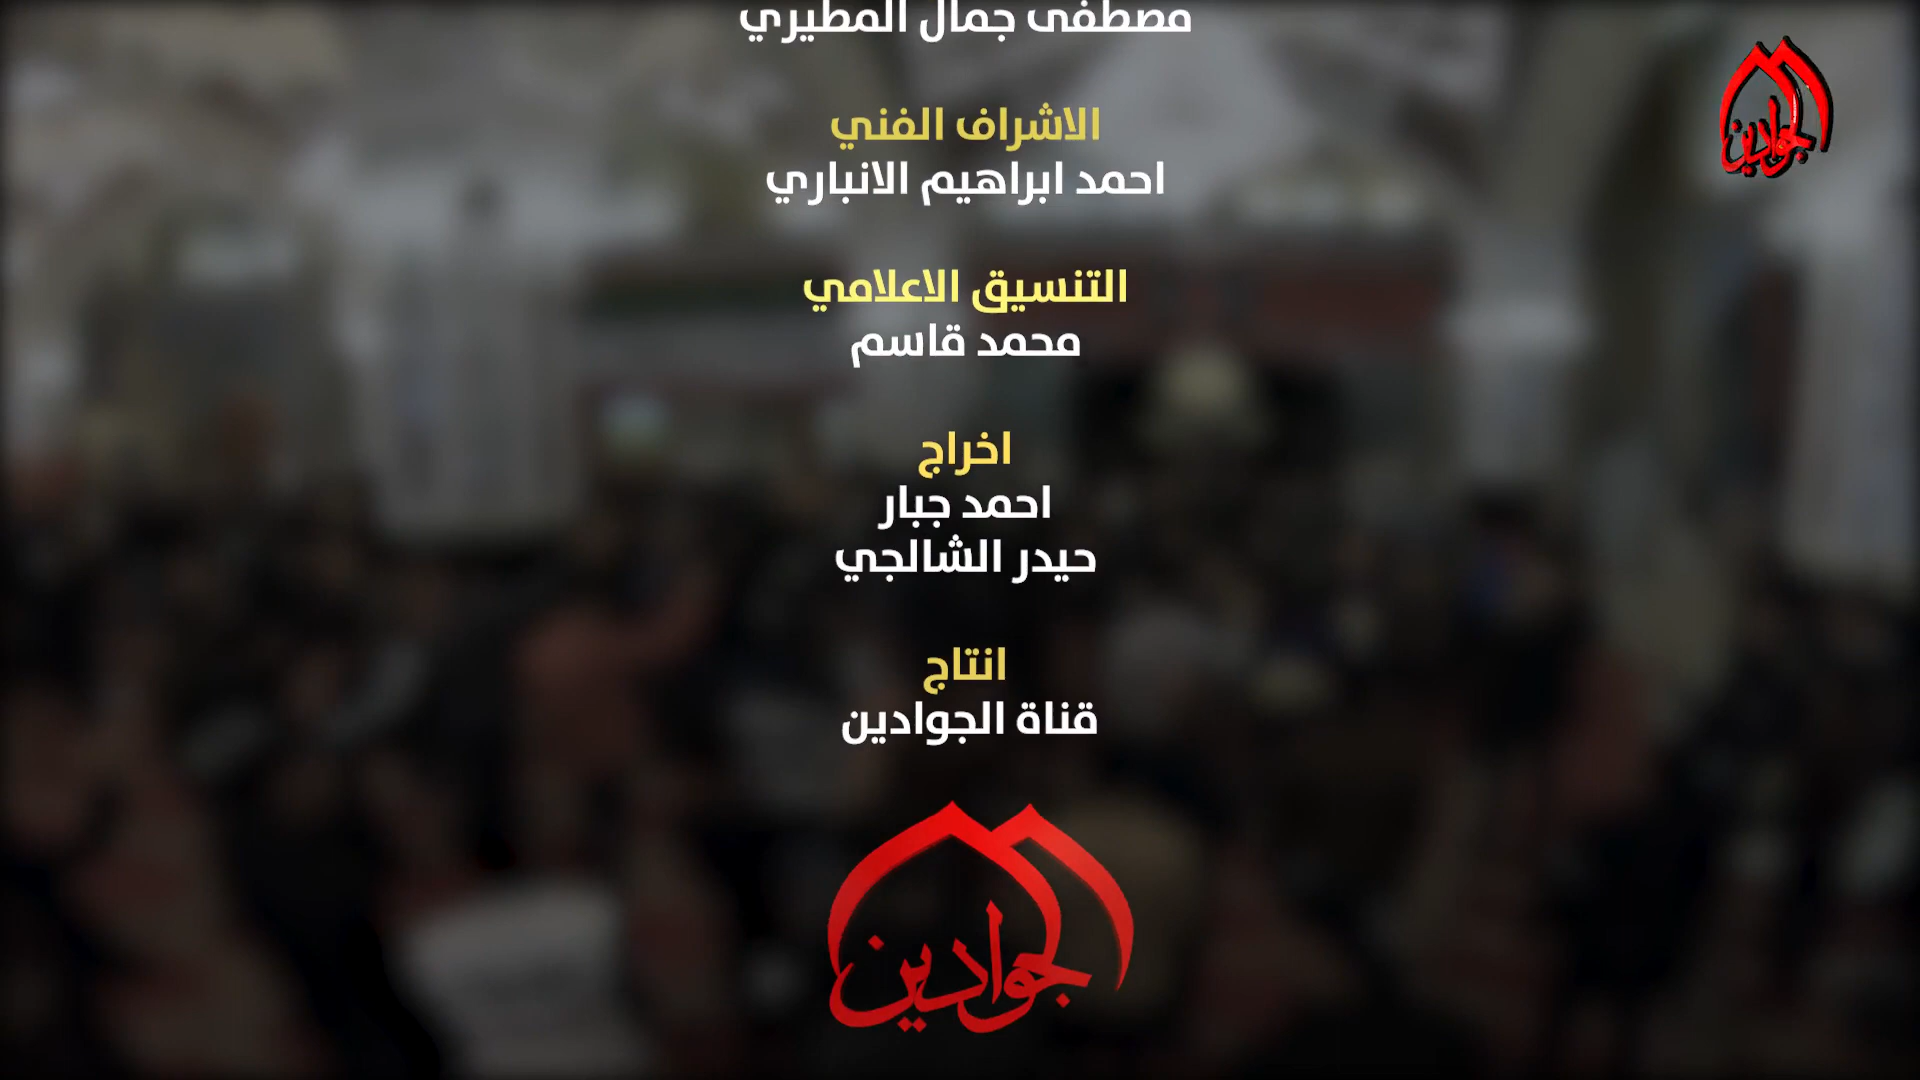 مصطفى جمال المطيري
الجوادين
الاشراف الفني
احمد ابراهيم الانباري
التنسيق الاعلامي
محمد قاسم
اخراج
احمد جبار
حيدر الشالجي
انتاج
قناة الجوادين
الجوادين